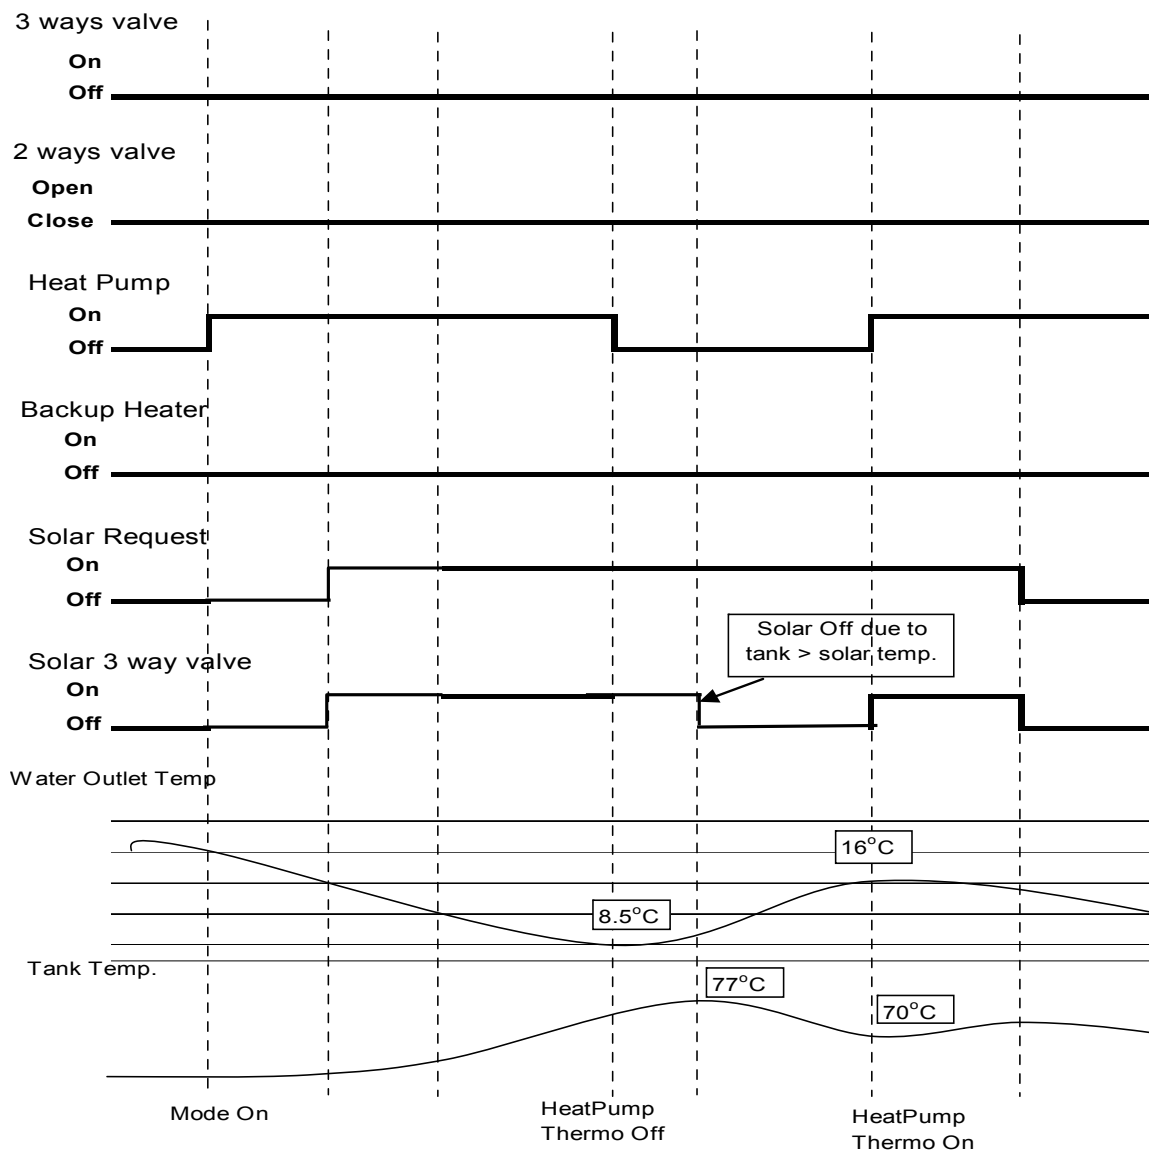 3 ways valve
On
Off
2 ways valve
Open
Close
Heat Pump
On
Off
Backup Heater
On
Off
Solar Request
On
Off
Solar Off due to
tank > solar temp.
Solar 3 way valve
On
Off
Water Outlet Temp
16°C
8.5°C
Tank Temp.
77°C
70°C
Mode On
HeatPump
Thermo Off
HeatPump
Thermo On